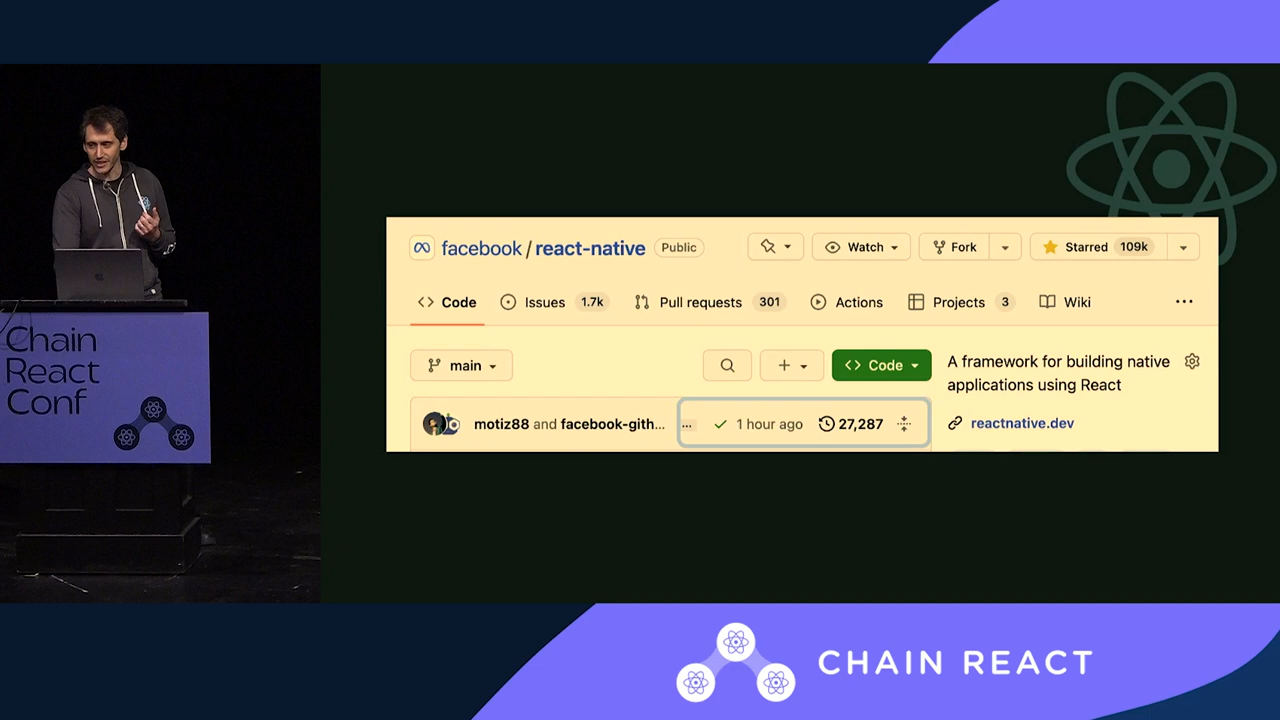 Chain
React
Conf
facebook/react-native Public
Watch
Fork
Starred 109k
Code
Issues 1.7k
Pull requests 301
Actions
Projects 3
Wiki
...
main
Code
A framework for building native
applications using React
motiz88 and facebook-gith...
...
1 hour ago
27,287
reactnative.dev
CHAIN REACT